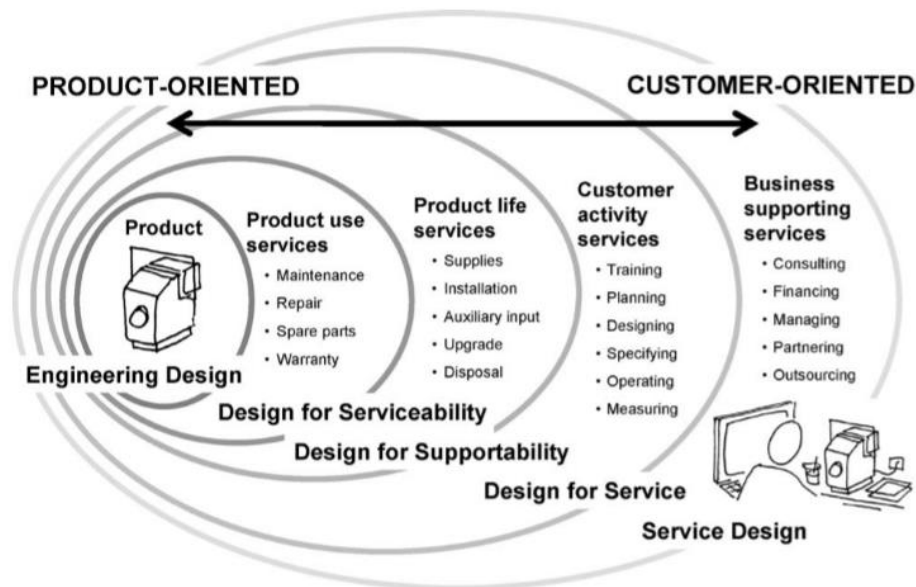 PRODUCT-ORIENTED
CUSTOMER-ORIENTED
Product
Engineering Design
Product use
services
• Maintenance
• Repair
• Spare parts
• Warranty
Design for Serviceability
Product life
services
• Supplies
• Installation
• Auxiliary input
• Upgrade
• Disposal
Design for Supportability
Customer
activity
services
• Training
• Planning
• Designing
• Specifying
• Operating
• Measuring
Design for Service
Business
supporting
services
• Consulting
• Financing
• Managing
• Partnering
• Outsourcing
Service Design